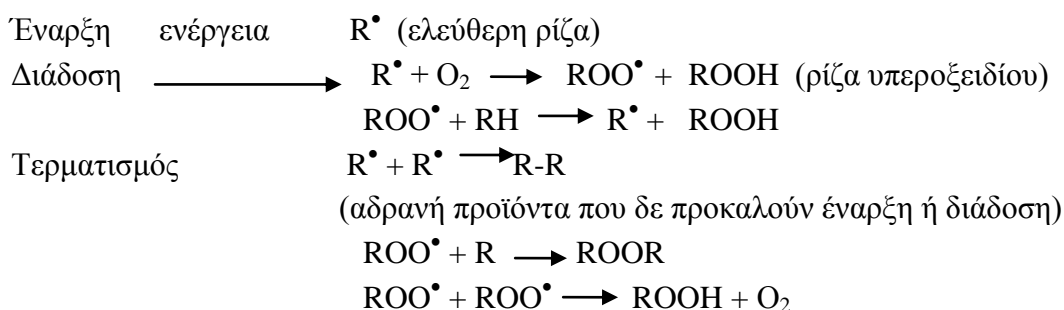 Έναρξη ενέργεια R• (ελεύθερη ρίζα)
Διάδοση ⟶ R• + O₂ ⟶ ROO• + ROOH (ρίζα υπεροξειδίου)
ROO• + RH ⟶ R• + ROOH
Τερματισμός R• + R• ⟶ R-R
(αδρανή προϊόντα που δε προκαλούν έναρξη ή διάδοση)
ROO• + R ⟶ ROOR
ROO• + ROO• ⟶ ROOH + O₂